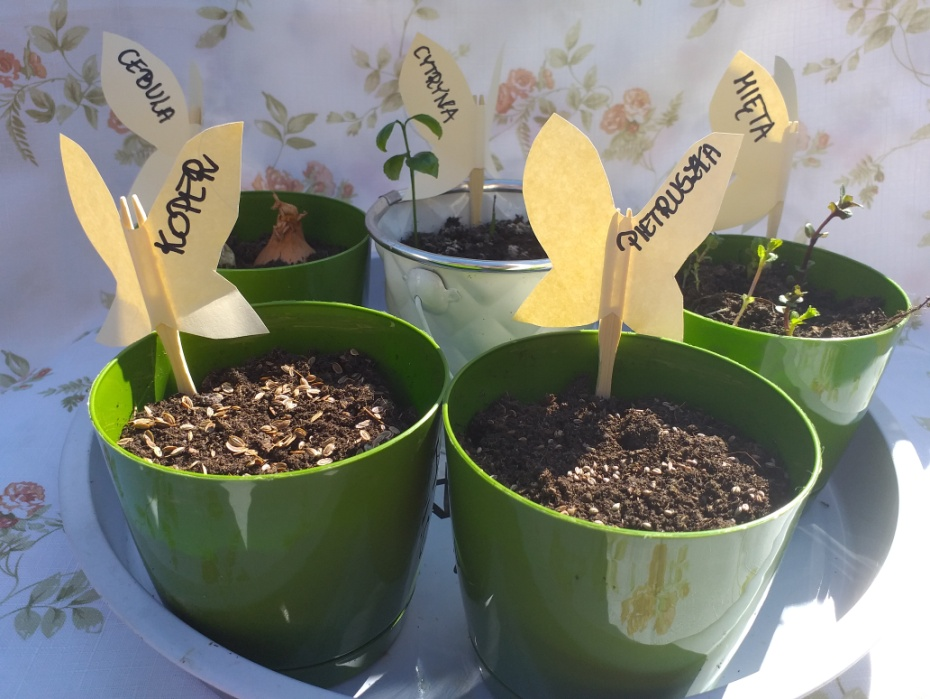 CEBULA
CYTRYNA
MIĘTA
KOPER
PIETRUSZKA